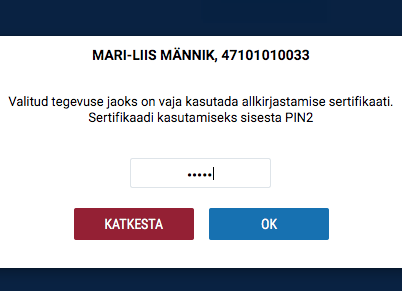 MARI-LIIS MÄNNIK, 47101010033
Valitud tegevuse jaoks on vaja kasutada allkirjastamise sertifikaati.
Sertifikaadi kasutamiseks sisesta PIN2
•••••
KATKESTA
OK